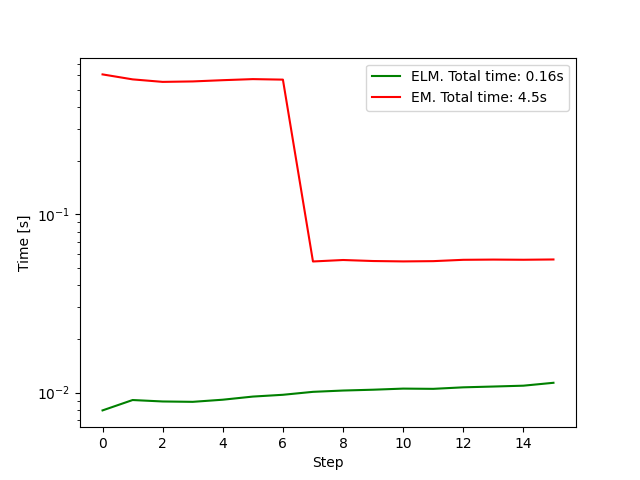 ELM. Total time: 0.16s
EM. Total time: 4.5s
10⁻¹
10⁻²
Time [s]
0 2 4 6 8 10 12 14
Step